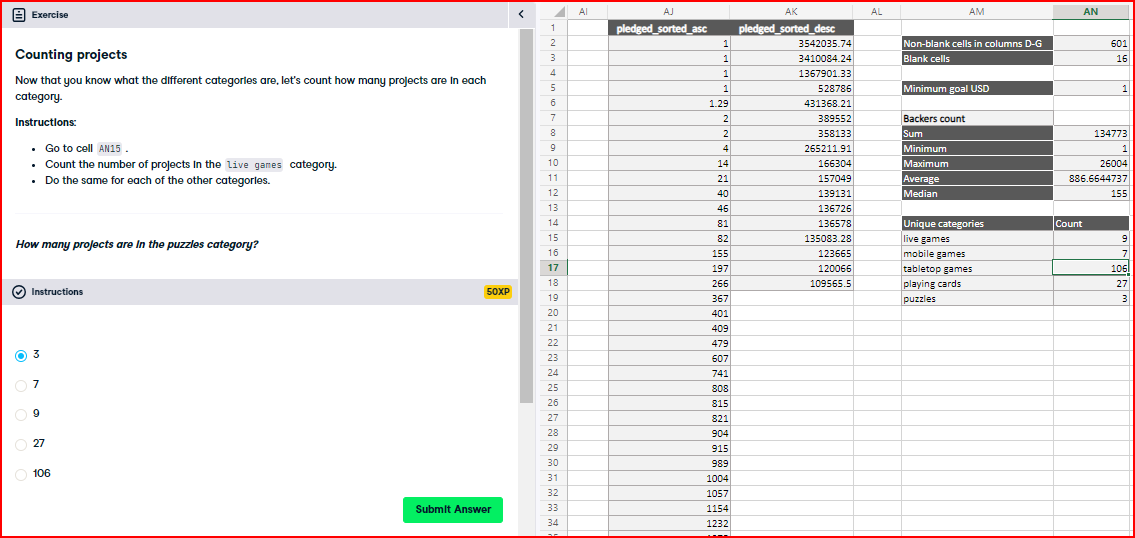 Exercise
Counting projects
Now that you know what the different categories are, let's count how many projects are in each
category.
Instructions:
Go to cell AN15 .
Count the number of projects in the live games category.
Do the same for each of the other categories.
How many projects are in the puzzles category?
Instructions 50XP
3
7
9
27
106
Submit Answer
AI AJ AK AL AM AN
1 pledged_sorted_asc pledged_sorted_desc
2 1 3542035.74 Non-blank cells in columns D-G 601
3 1 3410084.24 Blank cells 16
4 1 1367901.33
5 1 528786 Minimum goal USD 1
6 1.29 431368.21
7 2 389552 Backers count
8 2 358133 Sum 134773
9 4 265211.91 Minimum 1
10 14 166304 Maximum 26004
11 21 157049 Average 886.6644737
12 40 139131 Median 155
13 46 136726
14 81 136578 Unique categories Count
15 82 135083.28 live games 9
16 155 123665 mobile games 7
17 197 120066 tabletop games 106
18 266 109565.5 playing cards 27
19 367 puzzles 3
20 401
21 409
22 479
23 607
24 741
25 808
26 815
27 821
28 904
29 915
30 989
31 1004
32 1057
33 1154
34 1232